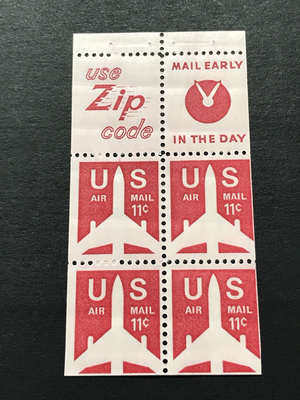 use
Zip
code
MAIL EARLY
IN THE DAY
U S
AIR MAIL
11¢
U S
AIR MAIL
11¢
U S
AIR MAIL
11¢
U S
AIR MAIL
11¢